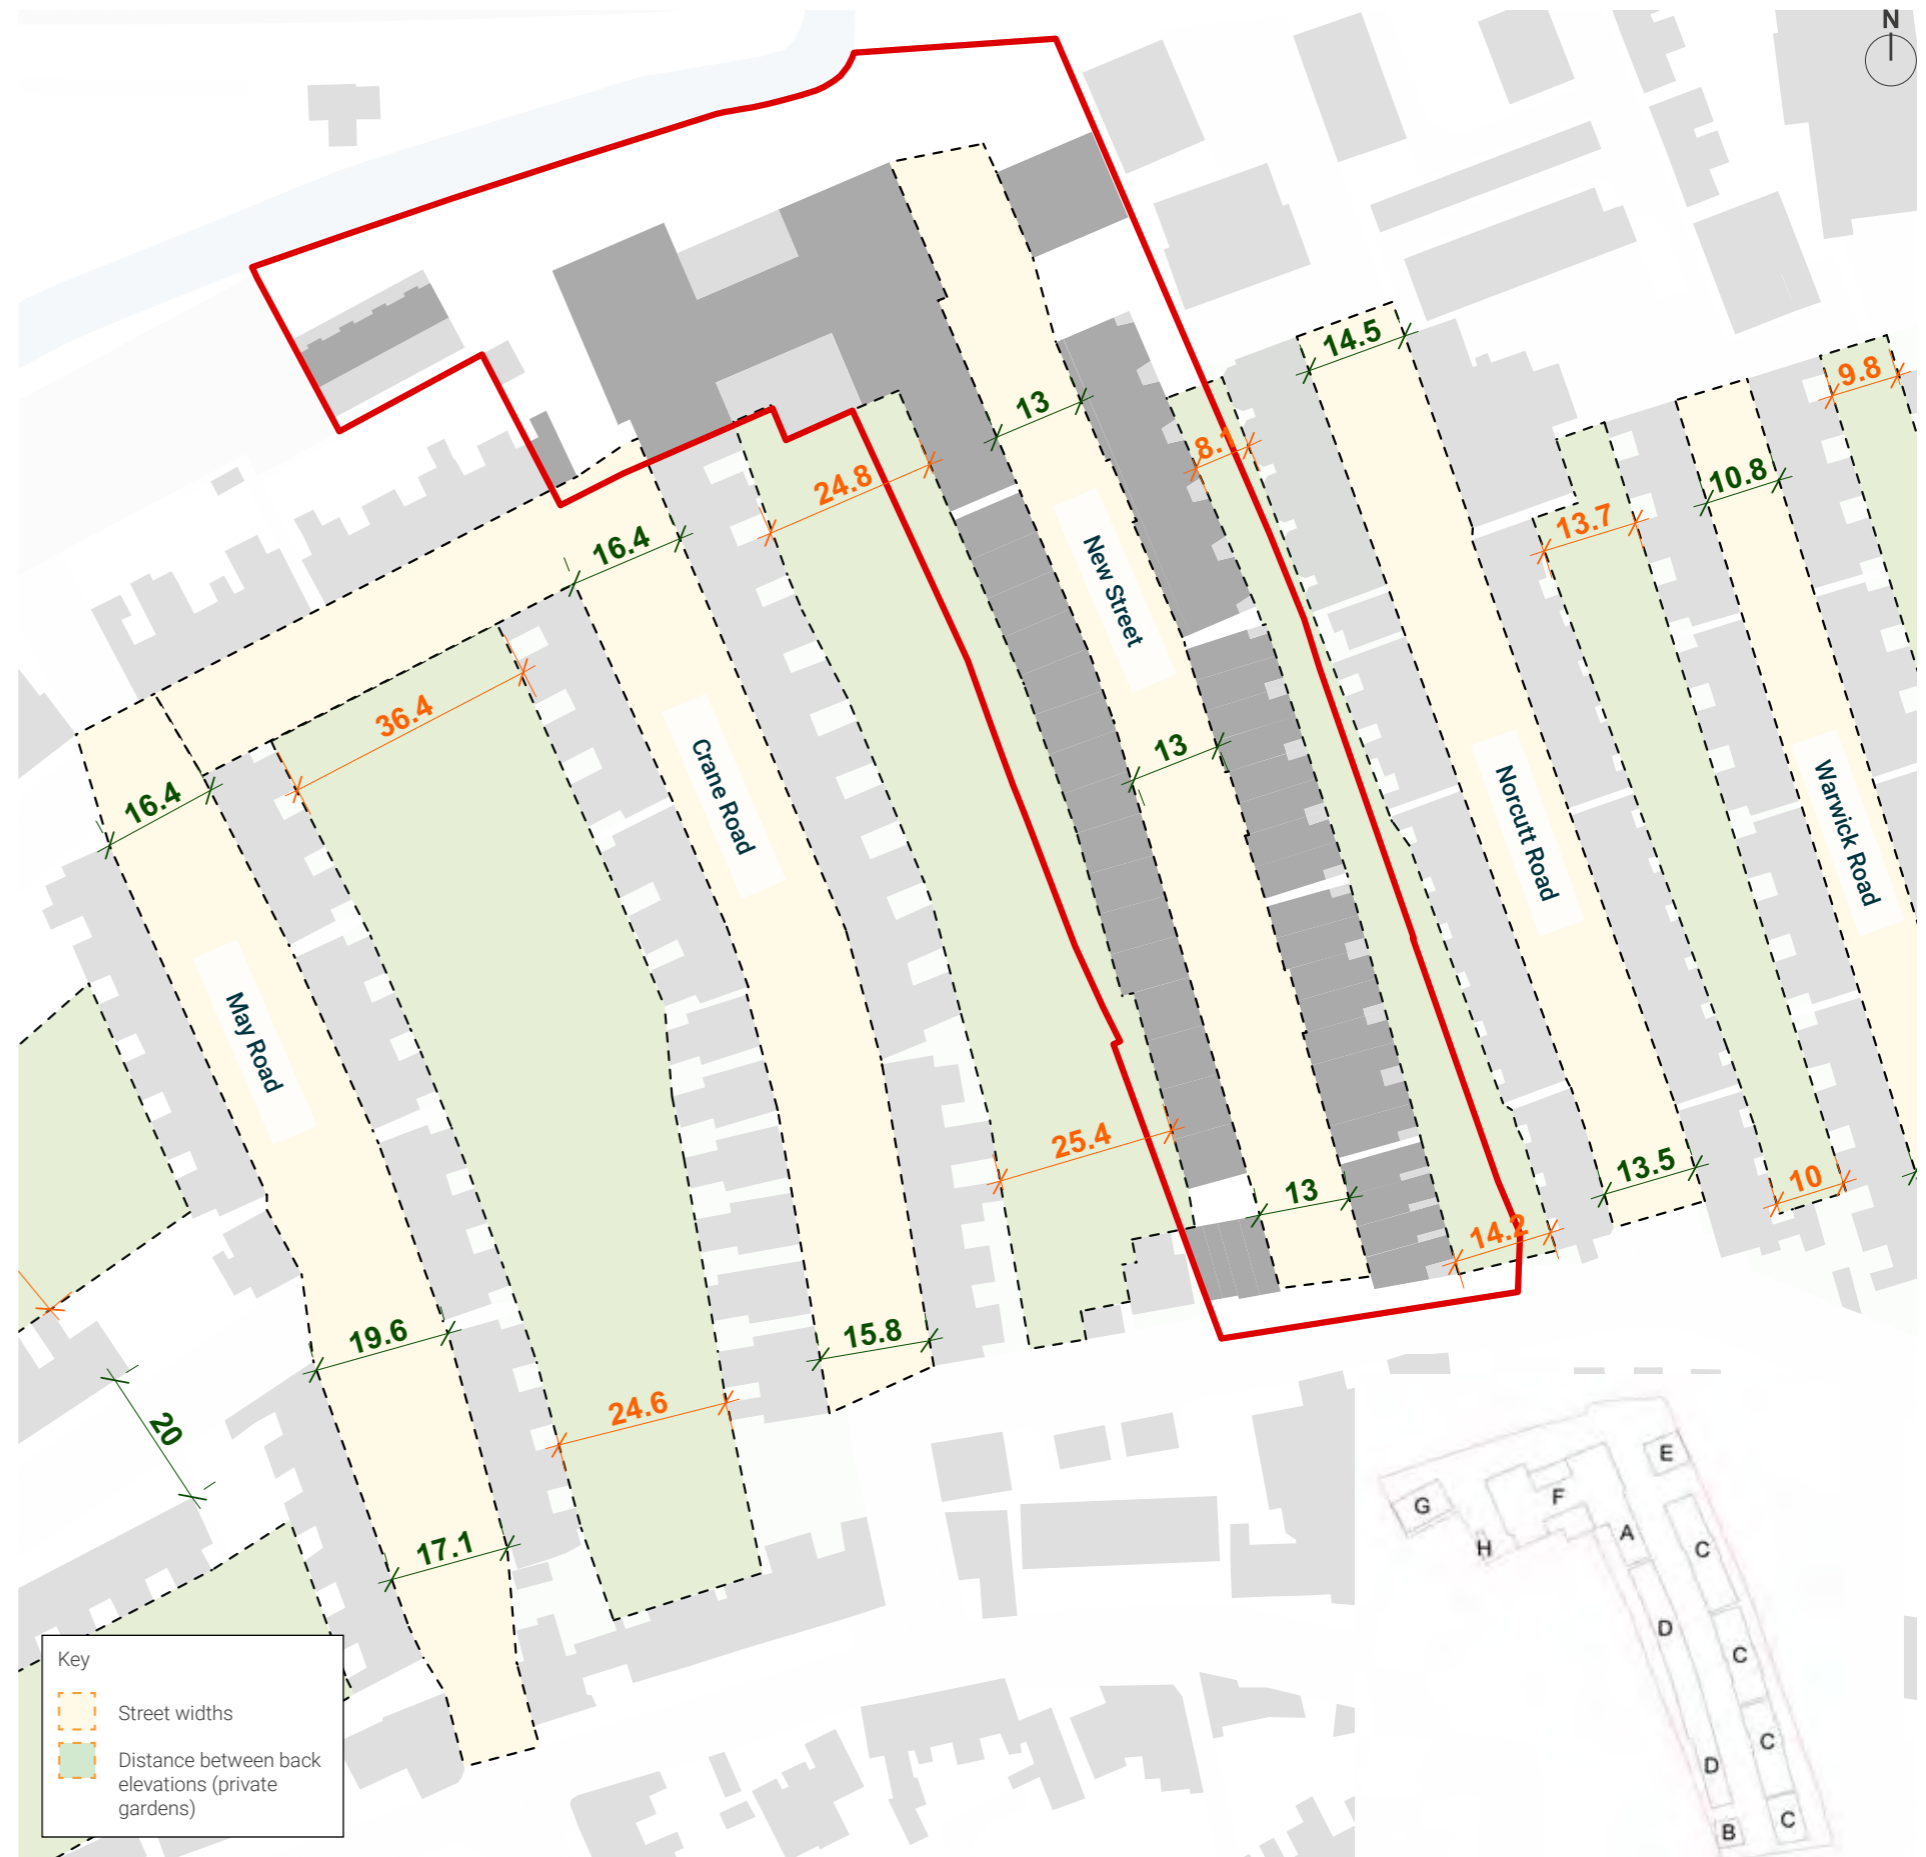 N
14.5
9.8
13
8.1
24.8
10.8
13.7
16.4
New Street
36.4
13
Crane Road
16.4
Norcutt Road
Warwick Road
May Road
25.4
13
13.5
10
14.2
19.6
15.8
24.6
20
17.1
E
G
F
H
A
C
D
C
C
D
C
B
Key
Street widths
Distance between back
elevations (private
gardens)